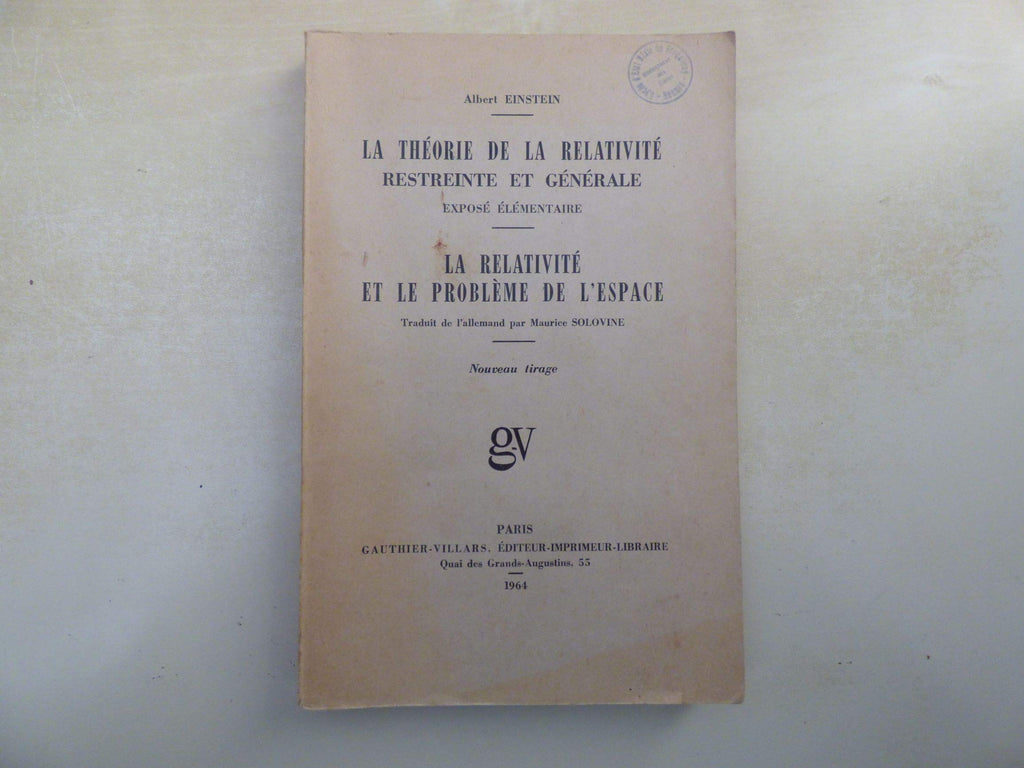 Albert EINSTEIN
LA THÉORIE DE LA RELATIVITÉ
RESTREINTE ET GÉNÉRALE
EXPOSÉ ÉLÉMENTAIRE
LA RELATIVITÉ
ET LE PROBLÈME DE L'ESPACE
Traduit de l'allemand par Maurice SOLOVINE
Nouveau tirage
g-v
PARIS
GAUTHIER-VILLARS, ÉDITEUR-IMPRIMEUR-LIBRAIRE
Quai des Grands-Augustins, 55
1964